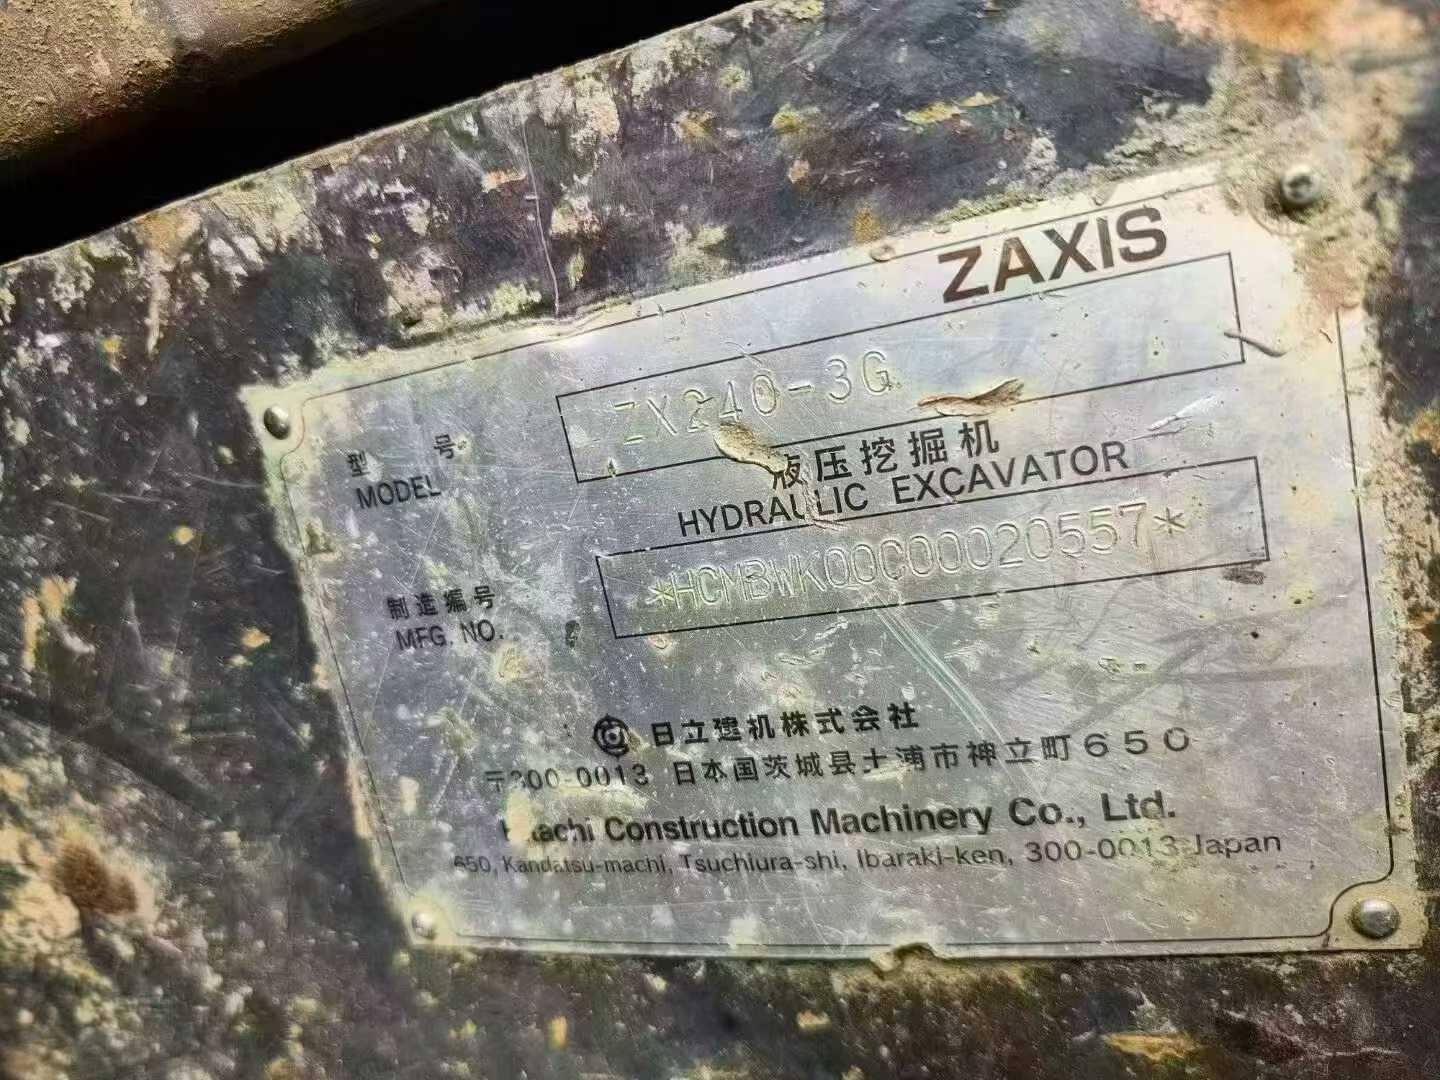 ZAXIS
型 号 ZX240-3G
MODEL
液压挖掘机
HYDRAULIC EXCAVATOR
制造编号 *HCMBWK00C00020557*
MFG. NO.
日立建机株式会社
〒300-0013 日本国茨城县土浦市神立町650
Hitachi Construction Machinery Co., Ltd.
650, Kandatsu-machi, Tsuchiura-shi, Ibaraki-ken, 300-0013 Japan